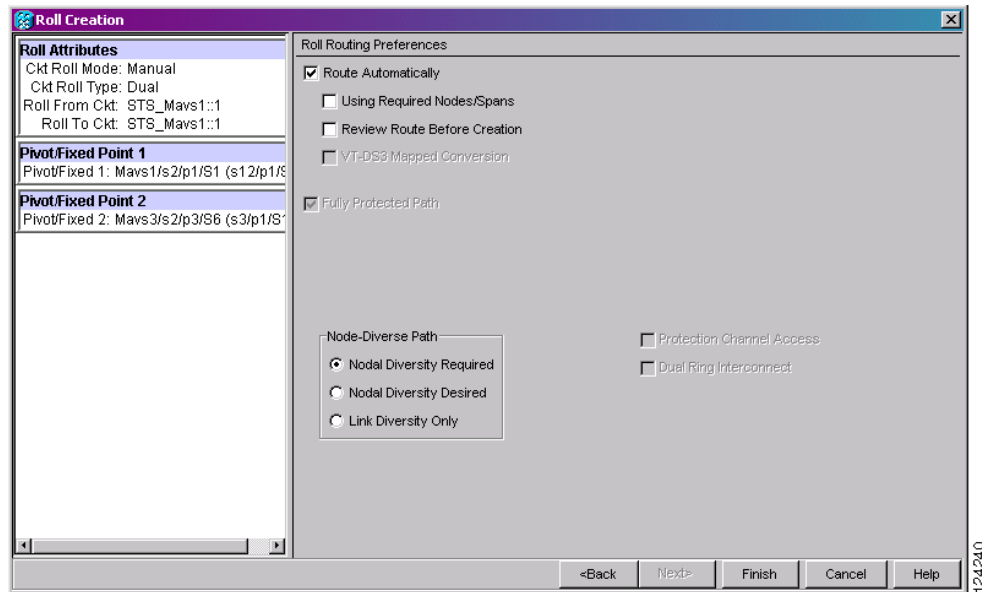 Roll Creation
Roll Attributes
Ckt Roll Mode: Manual
Ckt Roll Type: Dual
Roll From Ckt: STS_Mavs1::1
Roll To Ckt: STS_Mavs1::1
Pivot/Fixed Point 1
Pivot/Fixed 1: Mavs1/s2/p1/S1 (s12/p1/S
Pivot/Fixed Point 2
Pivot/Fixed 2: Mavs3/s2/p3/S6 (s3/p1/S1
Roll Routing Preferences
Route Automatically
Using Required Nodes/Spans
Review Route Before Creation
VT-DS3 Mapped Conversion
Fully Protected Path
Node-Diverse Path
Nodal Diversity Required
Nodal Diversity Desired
Link Diversity Only
Protection Channel Access
Dual Ring Interconnect
<Back Next> Finish Cancel Help
124240